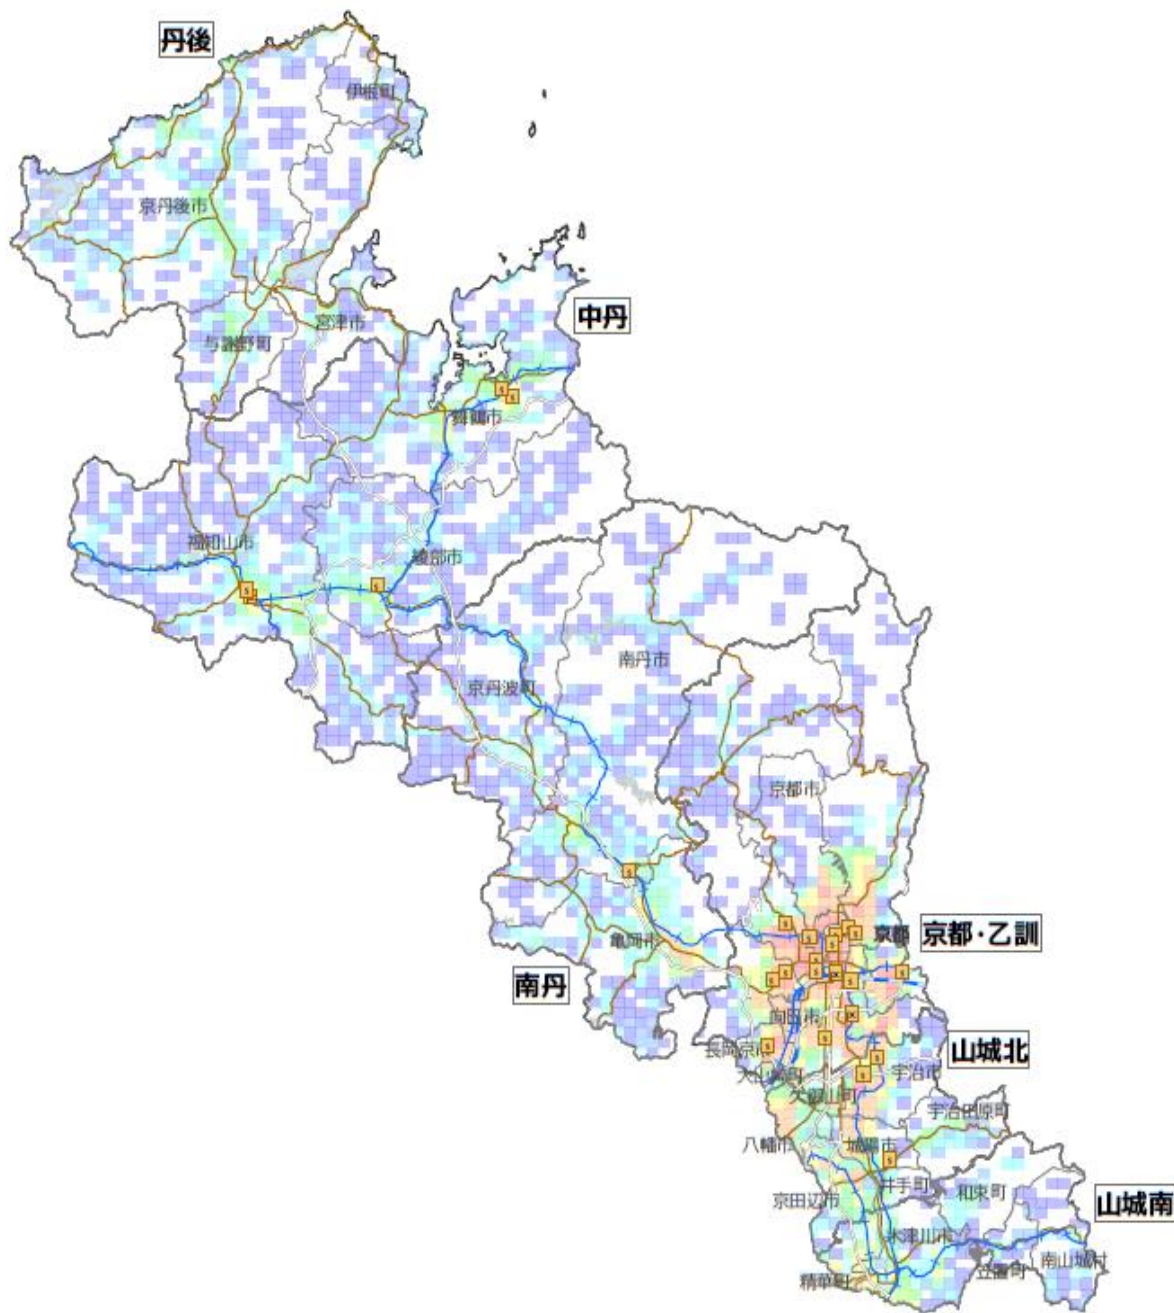 丹後
伊根町
京丹後市
宮津市
与謝野町
中丹
舞鶴市
福知山市
綾部市
南丹市
京丹波町
京都市
京都
京都・乙訓
亀岡市
南丹
向日市
長岡京市
山城北
大山崎町
宇治市
久御山町
宇治田原町
八幡市
城陽市
井手町
和束町
京田辺市
山城南
木津川市
南山城村
笠置町
精華町